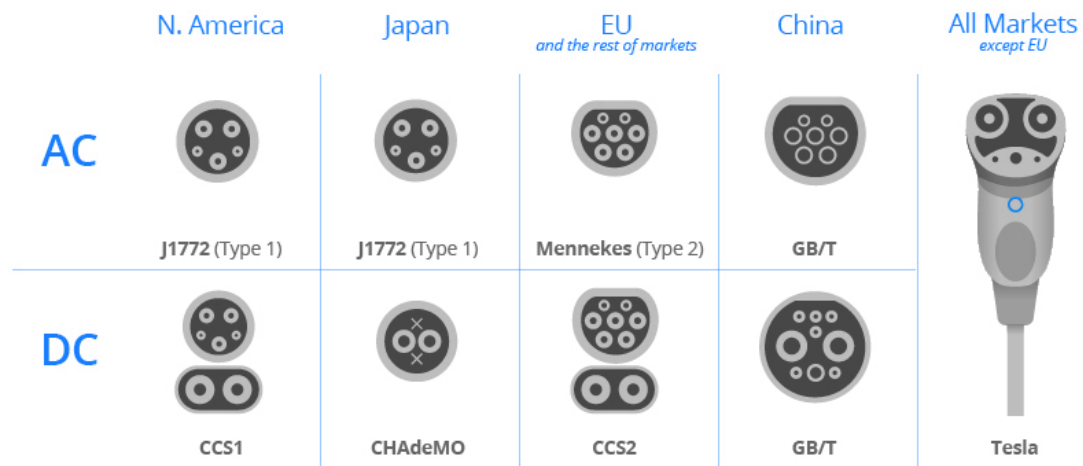 N. America
Japan
EU
and the rest of markets
China
All Markets
except EU
AC
J1772 (Type 1)
J1772 (Type 1)
Mennekes (Type 2)
GB/T
DC
CCS1
CHAdeMO
CCS2
GB/T
Tesla